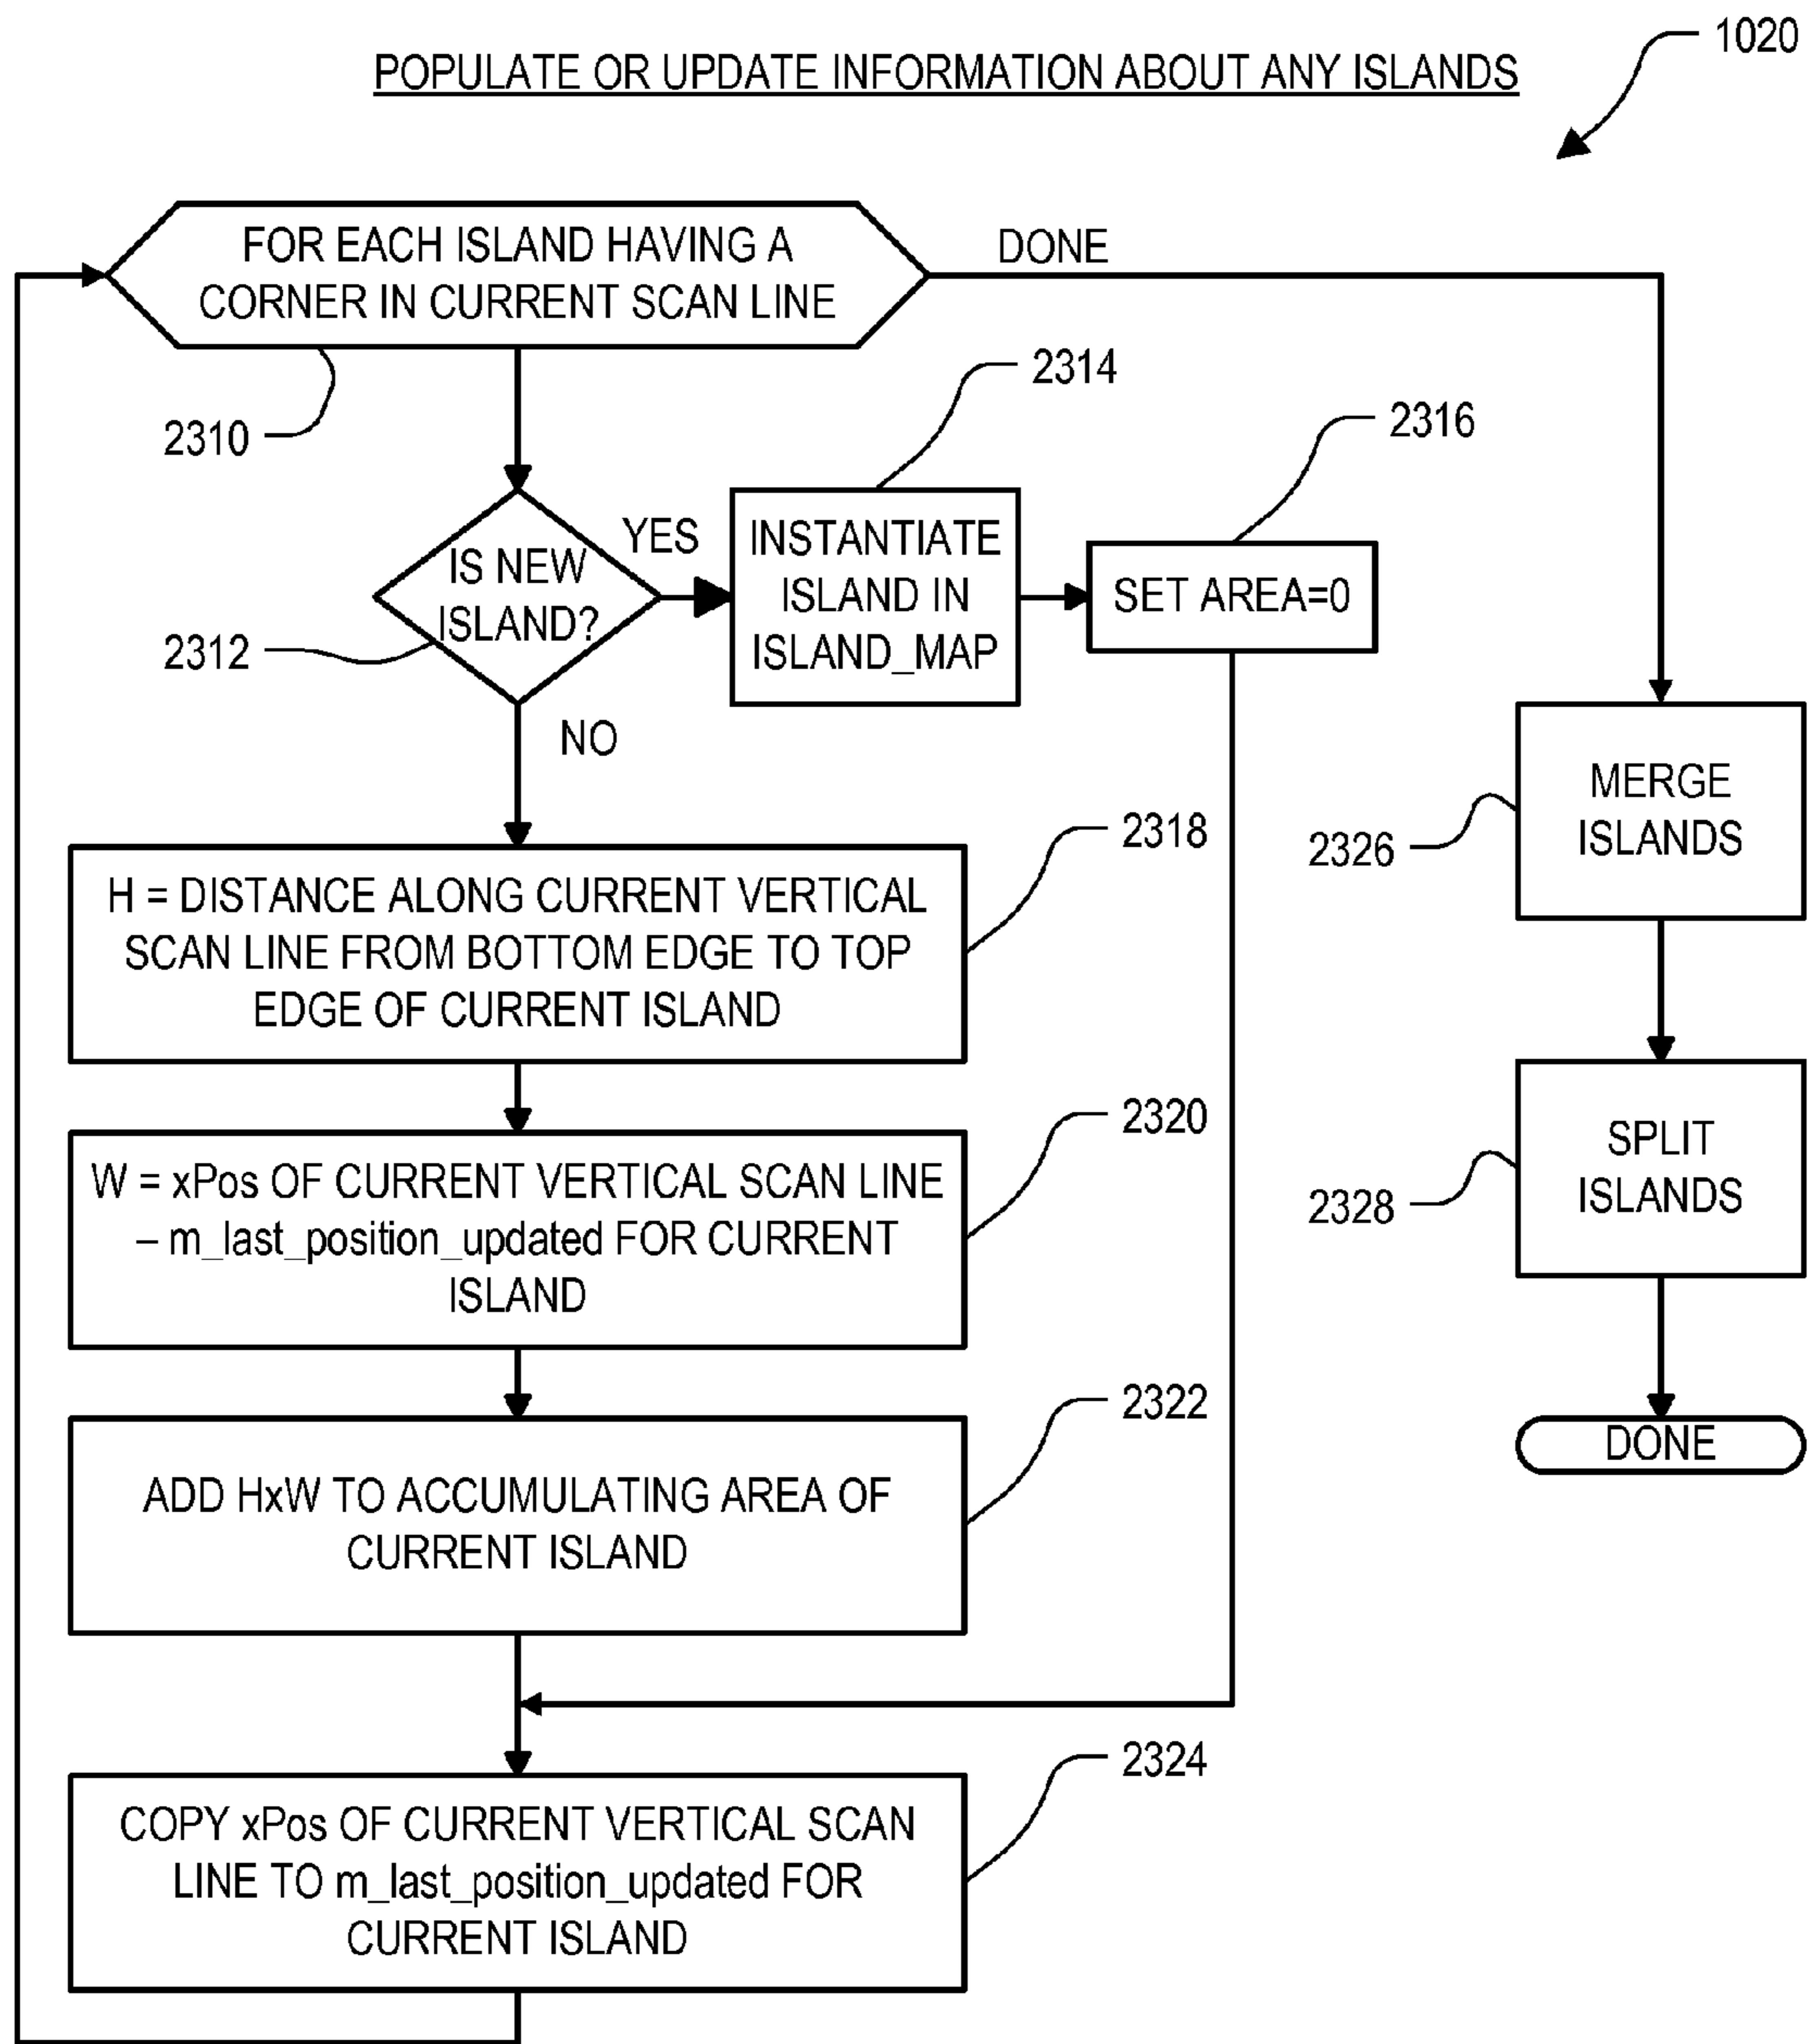 1020
POPULATE OR UPDATE INFORMATION ABOUT ANY ISLANDS
FOR EACH ISLAND HAVING A
CORNER IN CURRENT SCAN LINE
DONE
2310
2314
2316
IS NEW
ISLAND?
2312
YES
INSTANTIATE
ISLAND IN
ISLAND_MAP
SET AREA=0
NO
2318
H = DISTANCE ALONG CURRENT VERTICAL
SCAN LINE FROM BOTTOM EDGE TO TOP
EDGE OF CURRENT ISLAND
2320
W = xPos OF CURRENT VERTICAL SCAN LINE
– m_last_position_updated FOR CURRENT
ISLAND
2322
ADD HxW TO ACCUMULATING AREA OF
CURRENT ISLAND
2324
COPY xPos OF CURRENT VERTICAL SCAN
LINE TO m_last_position_updated FOR
CURRENT ISLAND
MERGE
ISLANDS
2326
SPLIT
ISLANDS
2328
DONE